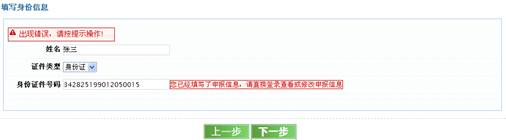 填写身份信息
出现错误，请按提示操作！
姓名 张三
证件类型 身份证
身份证件号码 342825199012050015 您已经填写了申报信息，请直接登录查看或修改申报信息
上一步 下一步